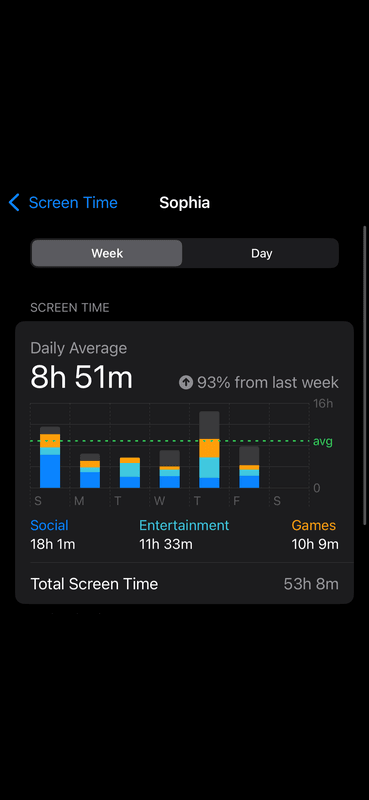 Screen Time Sophia
Week Day
SCREEN TIME
Daily Average
8h 51m
93% from last week
16h
avg
0
S M T W T F S
Social Entertainment Games
18h 1m 11h 33m 10h 9m
Total Screen Time 53h 8m